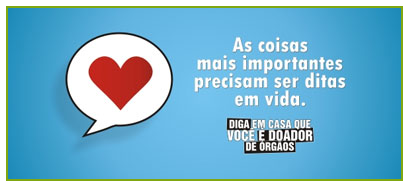 As coisas
mais importantes
precisam ser ditas
em vida.
DIGA EM CASA QUE
VOCÊ É DOADOR
DE ÓRGÃOS